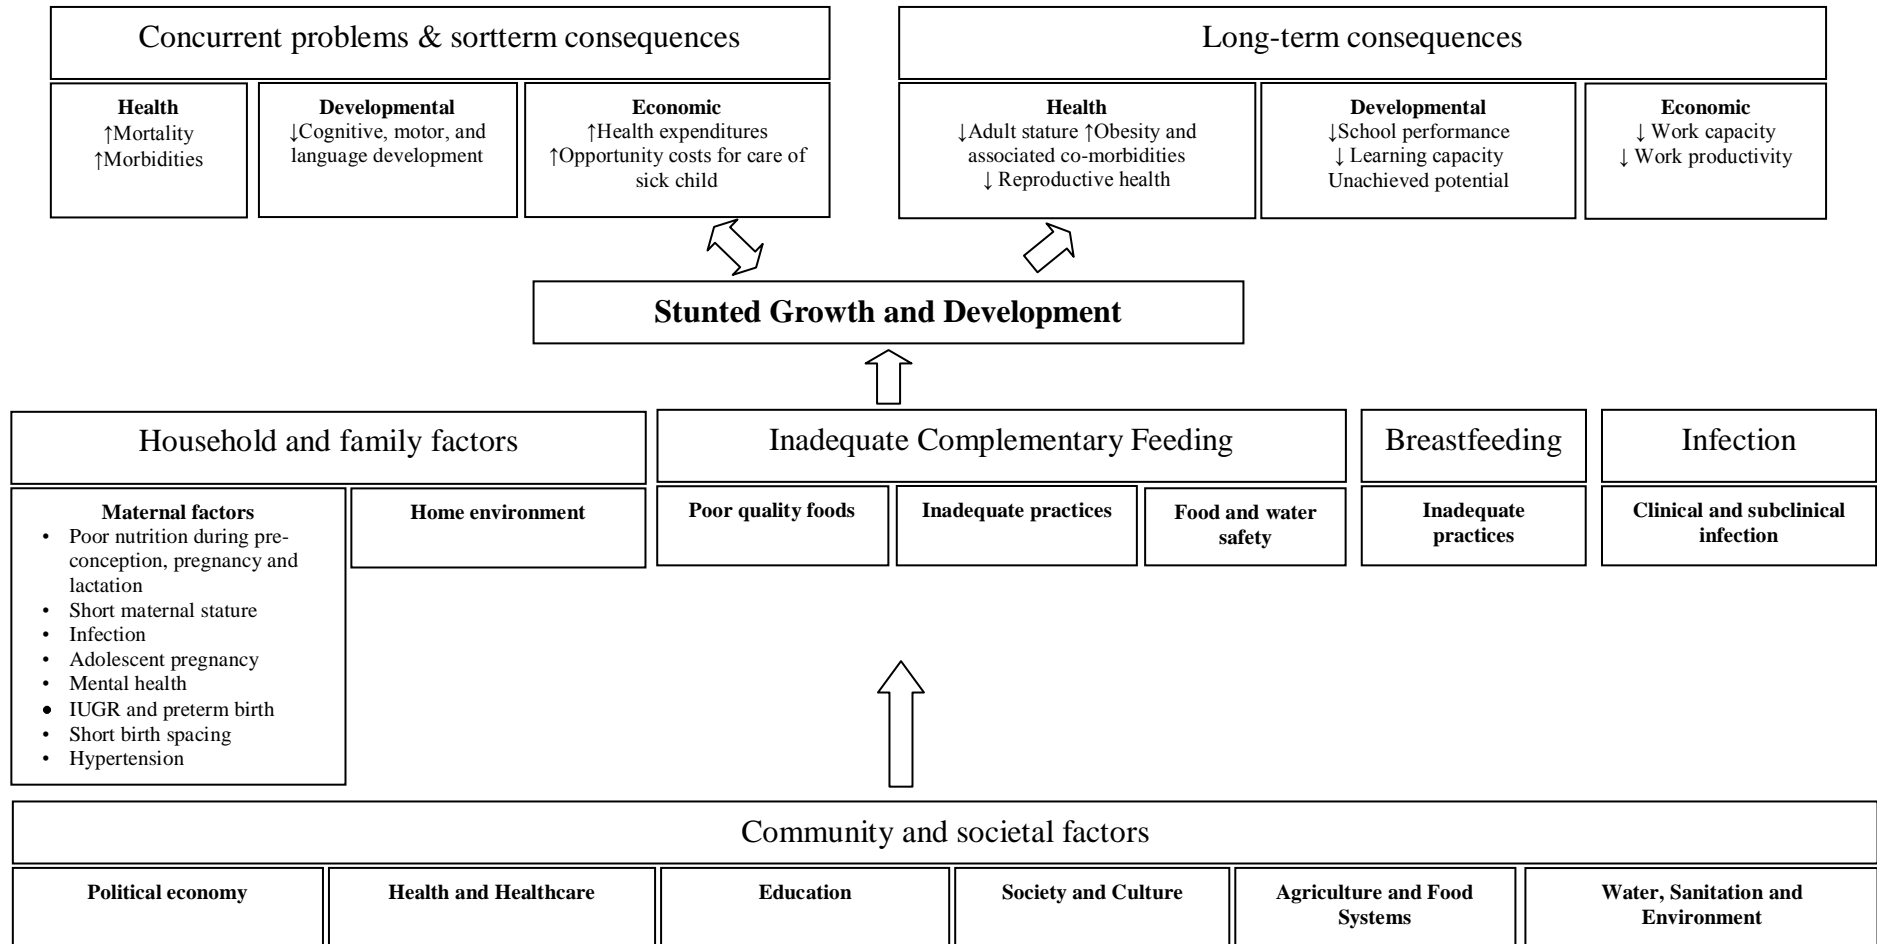 Concurrent problems & sortterm consequences
Health
↑Mortality
↑Morbidities
Developmental
↓Cognitive, motor, and
language development
Economic
↑Health expenditures
↑Opportunity costs for care of
sick child
Long-term consequences
Health
↓Adult stature ↑Obesity and
associated co-morbidities
↓ Reproductive health
Developmental
↓School performance
↓ Learning capacity
Unachieved potential
Economic
↓ Work capacity
↓ Work productivity
Stunted Growth and Development
Household and family factors
Maternal factors
• Poor nutrition during pre-
conception, pregnancy and
lactation
• Short maternal stature
• Infection
• Adolescent pregnancy
• Mental health
• IUGR and preterm birth
• Short birth spacing
• Hypertension
Home environment
Inadequate Complementary Feeding
Poor quality foods
Inadequate practices
Food and water
safety
Breastfeeding
Inadequate
practices
Infection
Clinical and subclinical
infection
Community and societal factors
Political economy
Health and Healthcare
Education
Society and Culture
Agriculture and Food
Systems
Water, Sanitation and
Environment